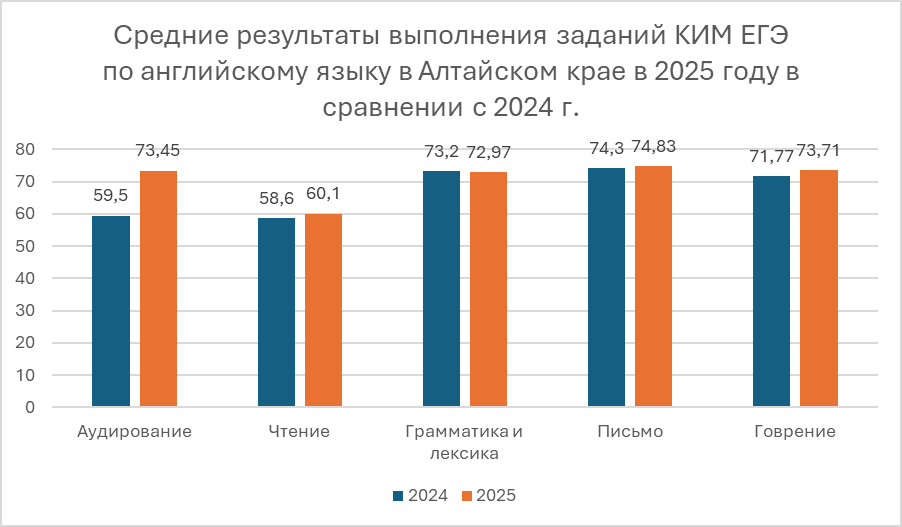 Средние результаты выполнения заданий КИМ ЕГЭ
по английскому языку в Алтайском крае в 2025 году в
сравнении с 2024 г.
80
70
60
50
40
30
20
10
0
59,5
73,45
58,6
60,1
73,2
72,97
74,3
74,83
71,77
73,71
Аудирование
Чтение
Грамматика и
лексика
Письмо
Говрение
2024
2025